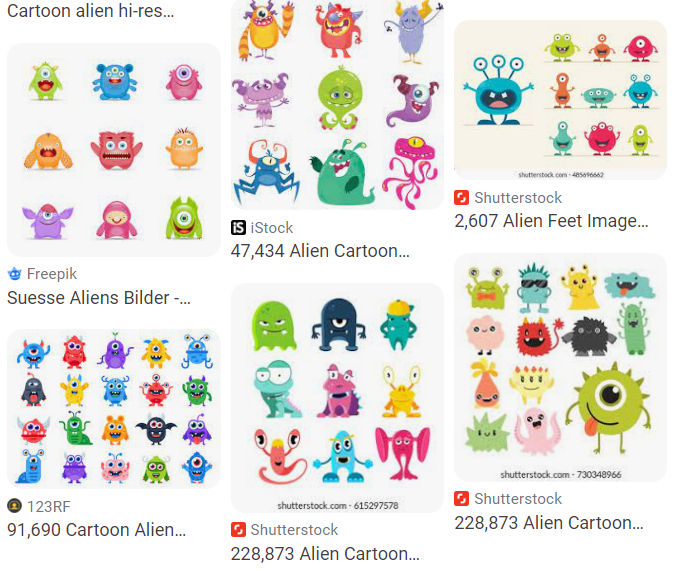 Cartoon alien hi-res...
Freepik
Suesse Aliens Bilder -...
123RF
91,690 Cartoon Alien...
iS iStock
47,434 Alien Cartoon...
shutterstock.com · 615297578
Shutterstock
228,873 Alien Cartoon...
shutterstock.com · 485696662
Shutterstock
2,607 Alien Feet Image...
shutterstock.com · 730348966
Shutterstock
228,873 Alien Cartoon...